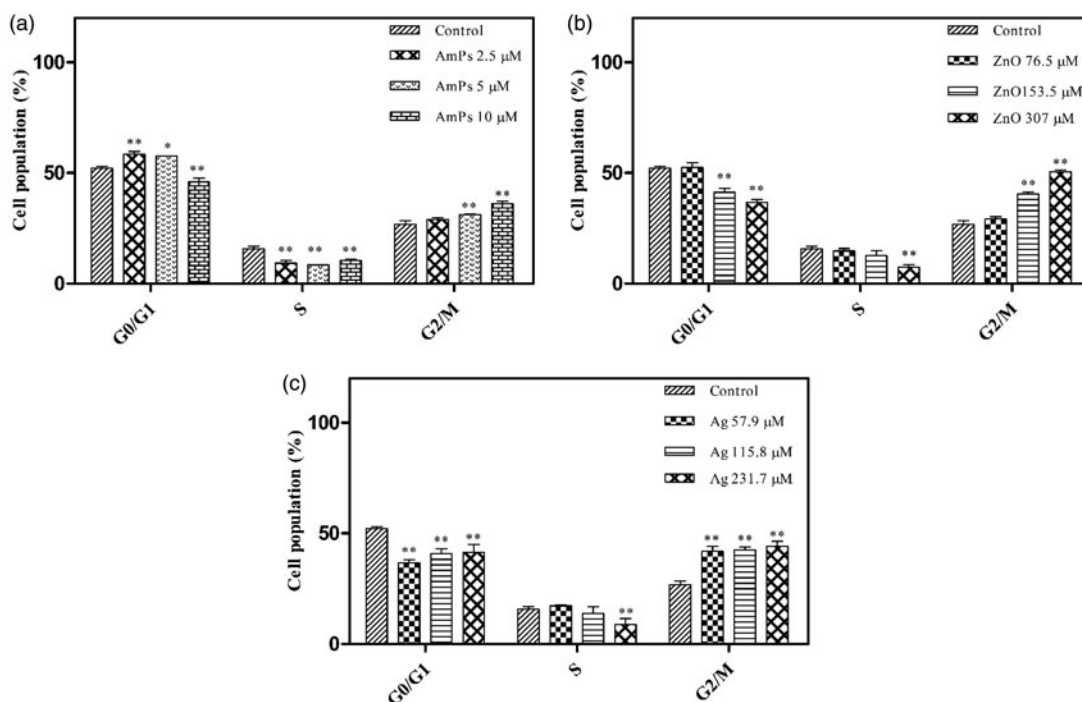 (a)
Control
AmPs 2.5 μM
AmPs 5 μM
AmPs 10 μM
Cell population (%)
100
50
0
** * **
** ** **
** **
G0/G1 S G2/M
(b)
Control
ZnO 76.5 μM
ZnO153.5 μM
ZnO 307 μM
Cell population (%)
100
50
0
** **
**
** **
G0/G1 S G2/M
(c)
Control
Ag 57.9 μM
Ag 115.8 μM
Ag 231.7 μM
Cell population (%)
100
50
0
** ** **
**
** ** **
G0/G1 S G2/M